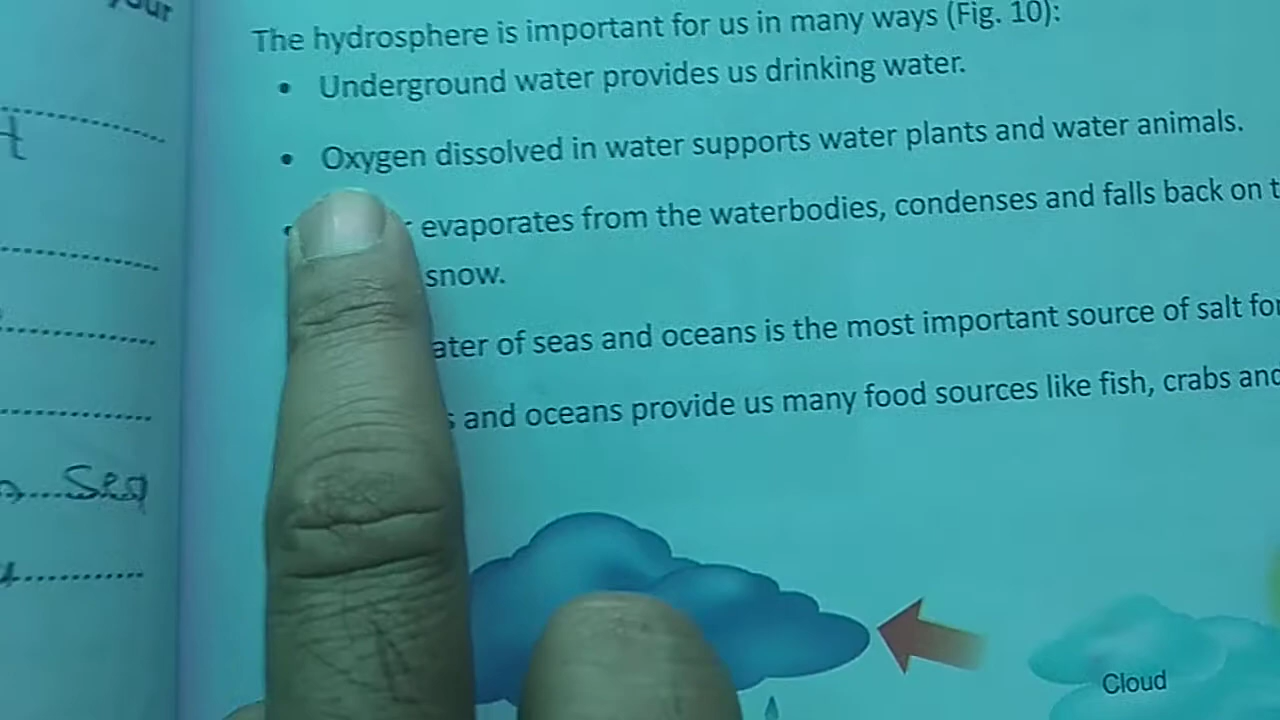 The hydrosphere is important for us in many ways (Fig. 10):
• Underground water provides us drinking water.
• Oxygen dissolved in water supports water plants and water animals.
evaporates from the waterbodies, condenses and falls back on
snow.
of seas and oceans is the most important source of salt
and oceans provide us many food sources like fish, crabs and
Sea
Cloud